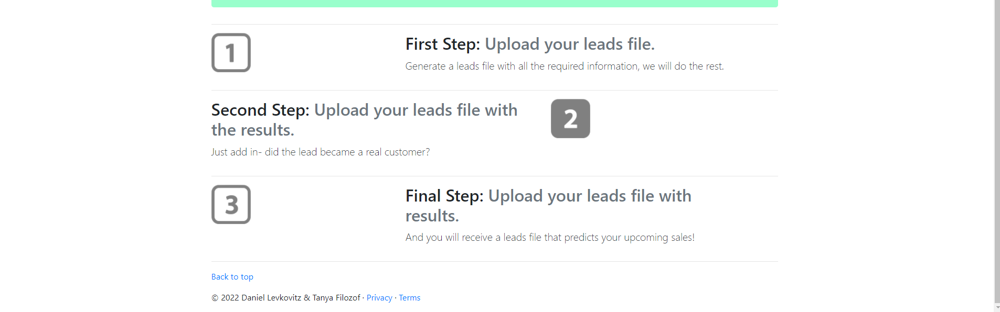 1
First Step: Upload your leads file.
Generate a leads file with all the required information, we will do the rest.
Second Step: Upload your leads file with
the results.
Just add in- did the lead became a real customer?
2
3
Final Step: Upload your leads file with
results.
And you will receive a leads file that predicts your upcoming sales!
Back to top
© 2022 Daniel Levkovitz & Tanya Filozof · Privacy · Terms